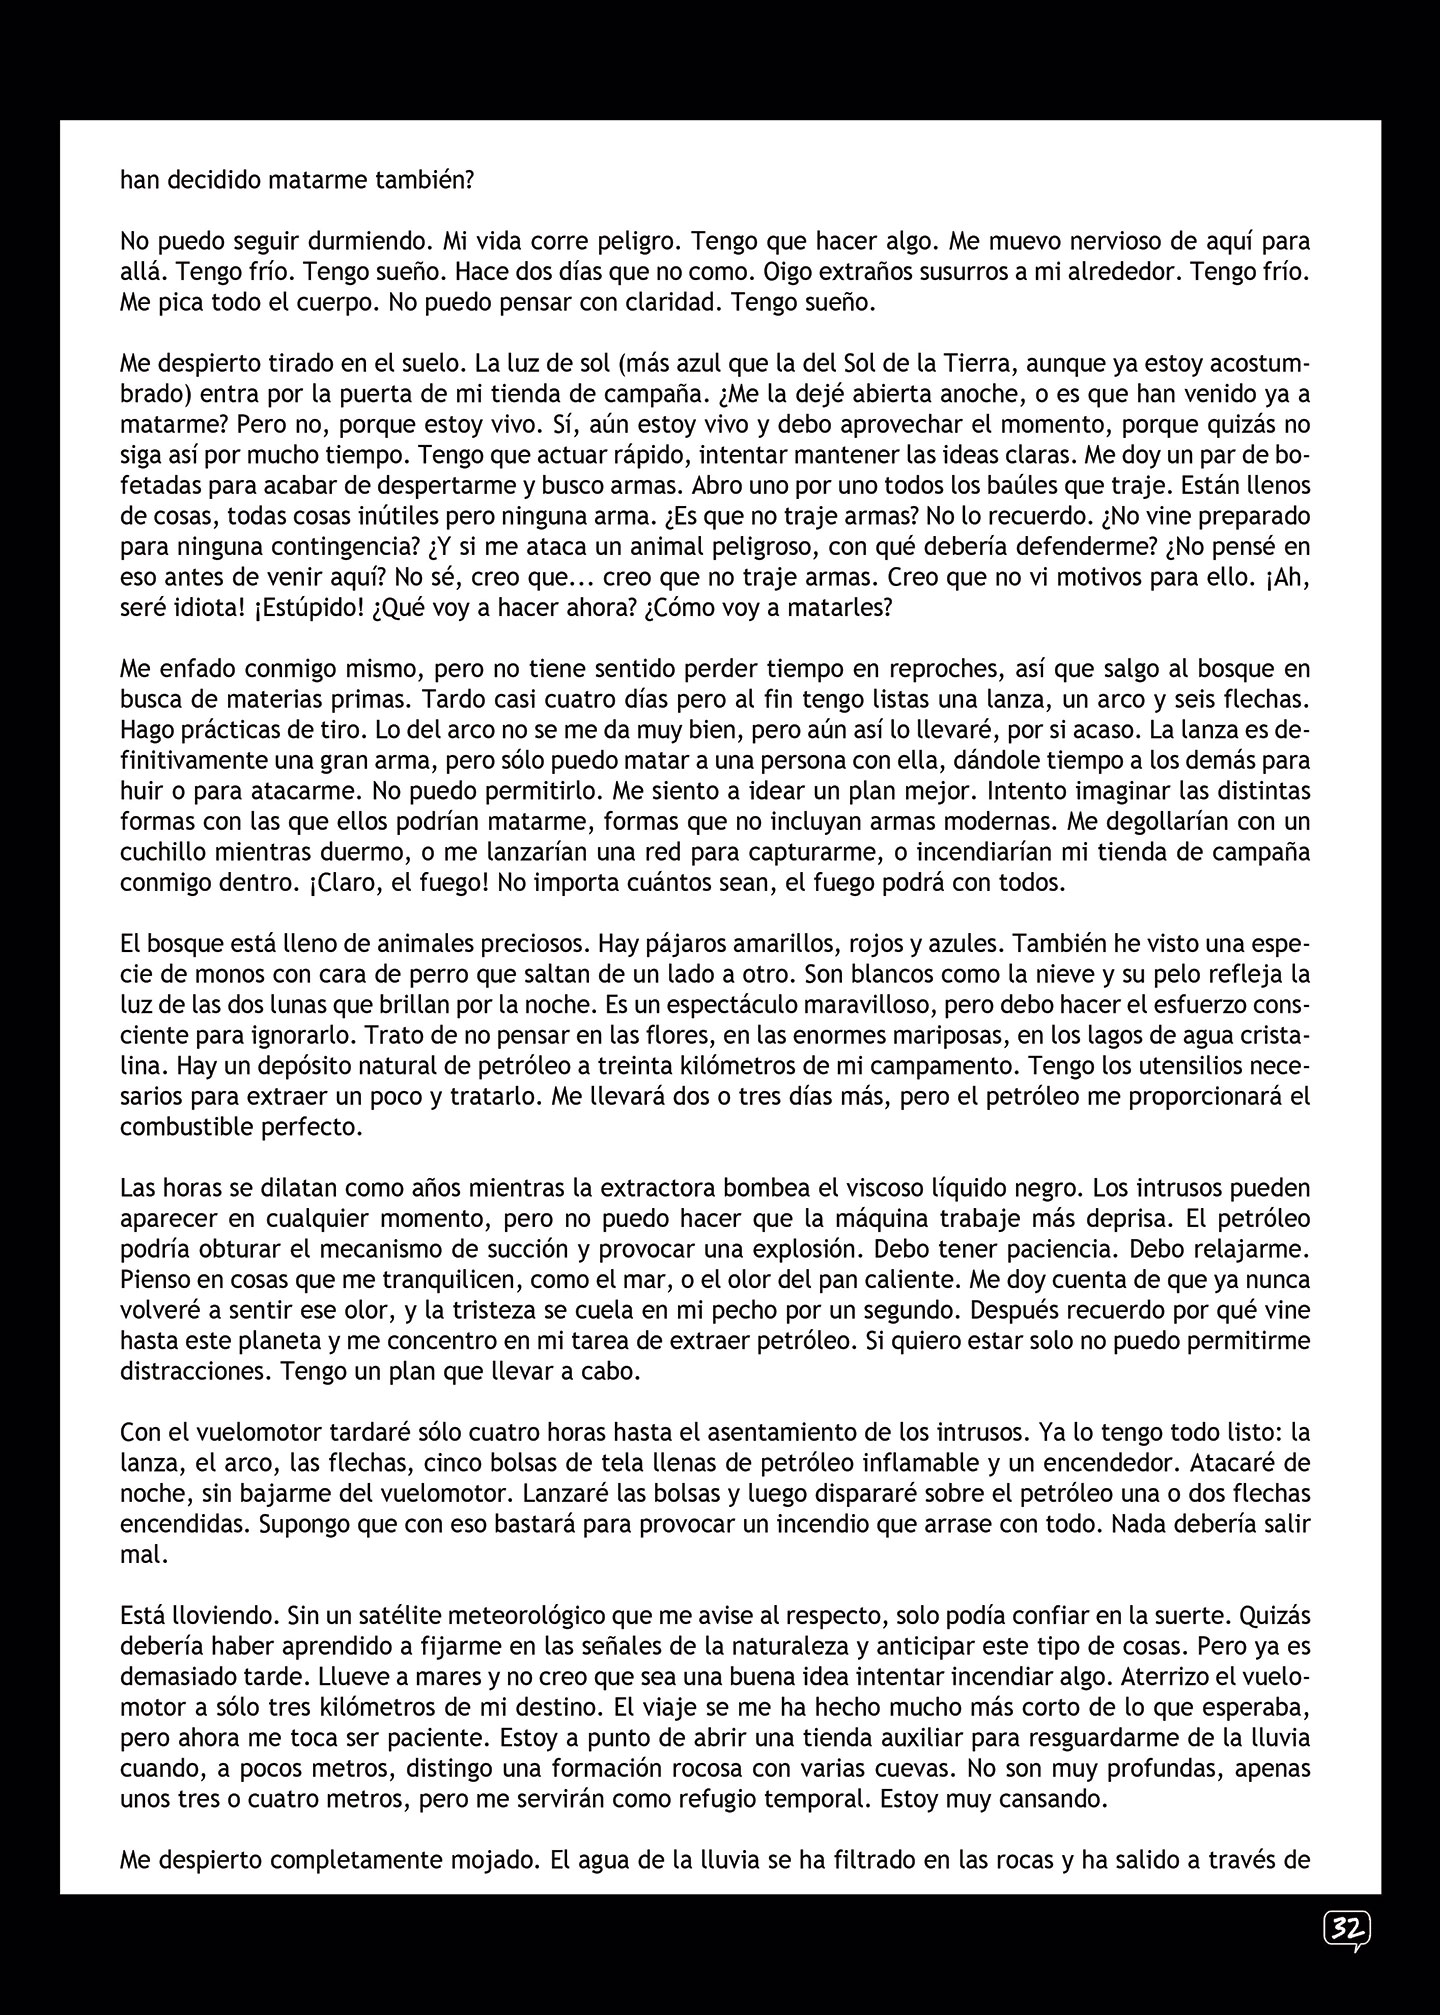 han decidido matarme también?
No puedo seguir durmiendo. Mi vida corre peligro. Tengo que hacer algo. Me muevo nervioso de aquí para
allá. Tengo frío. Tengo sueño. Hace dos días que no como. Oigo extraños susurros a mi alrededor. Tengo frío.
Me pica todo el cuerpo. No puedo pensar con claridad. Tengo sueño.
Me despierto tirado en el suelo. La luz de sol (más azul que la del Sol de la Tierra, aunque ya estoy acostum-
brado) entra por la puerta de mi tienda de campaña. ¿Me la dejé abierta anoche, o es que han venido ya a
matarme? Pero no, porque estoy vivo. Sí, aún estoy vivo y debo aprovechar el momento, porque quizás no
siga así por mucho tiempo. Tengo que actuar rápido, intentar mantener las ideas claras. Me doy un par de bo-
fetadas para acabar de despertarme y busco armas. Abro uno por uno todos los baúles que traje. Están llenos
de cosas, todas cosas inútiles pero ninguna arma. ¿Es que no traje armas? No lo recuerdo. ¿No vine preparado
para ninguna contingencia? ¿Y si me ataca un animal peligroso, con qué debería defenderme? ¿No pensé en
eso antes de venir aquí? No sé, creo que... creo que no traje armas. Creo que no vi motivos para ello. ¡Ah,
seré idiota! ¡Estúpido! ¿Qué voy a hacer ahora? ¿Cómo voy a matarles?
Me enfado conmigo mismo, pero no tiene sentido perder tiempo en reproches, así que salgo al bosque en
busca de materias primas. Tardo casi cuatro días pero al fin tengo listas una lanza, un arco y seis flechas.
Hago prácticas de tiro. Lo del arco no se me da muy bien, pero aún así lo llevaré, por si acaso. La lanza es de-
finitivamente una gran arma, pero sólo puedo matar a una persona con ella, dándole tiempo a los demás para
huir o para atacarme. No puedo permitirlo. Me siento a idear un plan mejor. Intento imaginar las distintas
formas con las que ellos podrían matarme, formas que no incluyan armas modernas. Me degollarían con un
cuchillo mientras duermo, o me lanzarían una red para capturarme, o incendiarían mi tienda de campaña
conmigo dentro. ¡Claro, el fuego! No importa cuántos sean, el fuego podrá con todos.
El bosque está lleno de animales preciosos. Hay pájaros amarillos, rojos y azules. También he visto una espe-
cie de monos con cara de perro que saltan de un lado a otro. Son blancos como la nieve y su pelo refleja la
luz de las dos lunas que brillan por la noche. Es un espectáculo maravilloso, pero debo hacer el esfuerzo cons-
ciente para ignorarlo. Trato de no pensar en las flores, en las enormes mariposas, en los lagos de agua crista-
lina. Hay un depósito natural de petróleo a treinta kilómetros de mi campamento. Tengo los utensilios nece-
sarios para extraer un poco y tratarlo. Me llevará dos o tres días más, pero el petróleo me proporcionará el
combustible perfecto.
Las horas se dilatan como años mientras la extractora bombea el viscoso líquido negro. Los intrusos pueden
aparecer en cualquier momento, pero no puedo hacer que la máquina trabaje más deprisa. El petróleo
podría obturar el mecanismo de succión y provocar una explosión. Debo tener paciencia. Debo relajarme.
Pienso en cosas que me tranquilicen, como el mar, o el olor del pan caliente. Me doy cuenta de que ya nunca
volveré a sentir ese olor, y la tristeza se cuela en mi pecho por un segundo. Después recuerdo por qué vine
hasta este planeta y me concentro en mi tarea de extraer petróleo. Si quiero estar solo no puedo permitirme
distracciones. Tengo un plan que llevar a cabo.
Con el vuelomotor tardaré sólo cuatro horas hasta el asentamiento de los intrusos. Ya lo tengo todo listo: la
lanza, el arco, las flechas, cinco bolsas de tela llenas de petróleo inflamable y un encendedor. Atacaré de
noche, sin bajarme del vuelomotor. Lanzaré las bolsas y luego dispararé sobre el petróleo una o dos flechas
encendidas. Supongo que con eso bastará para provocar un incendio que arrase con todo. Nada debería salir
mal.
Está lloviendo. Sin un satélite meteorológico que me avise al respecto, solo podía confiar en la suerte. Quizás
debería haber aprendido a fijarme en las señales de la naturaleza y anticipar este tipo de cosas. Pero ya es
demasiado tarde. Llueve a mares y no creo que sea una buena idea intentar incendiar algo. Aterrizo el vuelo-
motor a sólo tres kilómetros de mi destino. El viaje se me ha hecho mucho más corto de lo que esperaba,
pero ahora me toca ser paciente. Estoy a punto de abrir una tienda auxiliar para resguardarme de la lluvia
cuando, a pocos metros, distingo una formación rocosa con varias cuevas. No son muy profundas, apenas
unos tres o cuatro metros, pero me servirán como refugio temporal. Estoy muy cansando.
Me despierto completamente mojado. El agua de la lluvia se ha filtrado en las rocas y ha salido a través de
32